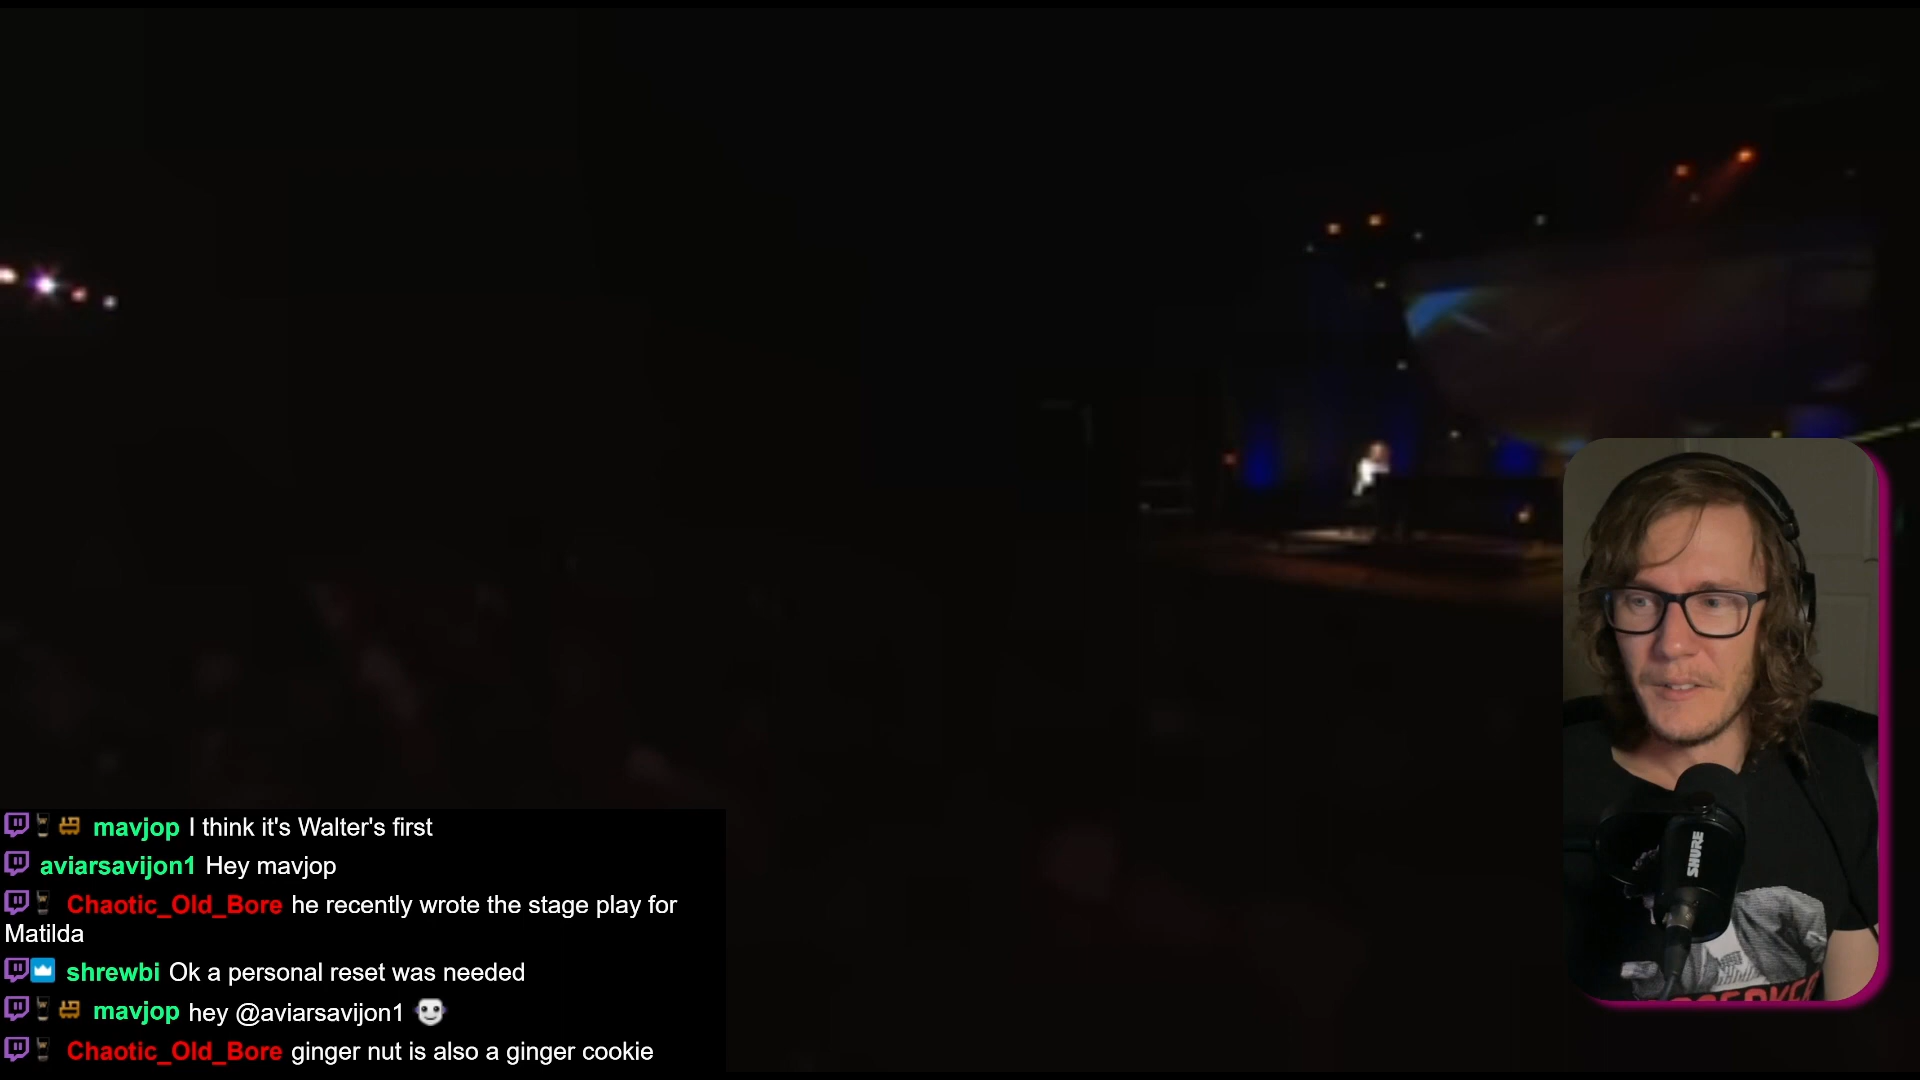 mavjop I think it's Walter's first
aviarsavijon1 Hey mavjop
Chaotic_Old_Bore he recently wrote the stage play for
Matilda
shrewbi Ok a personal reset was needed
mavjop hey @aviarsavijon1
Chaotic_Old_Bore ginger nut is also a ginger cookie
SHURE